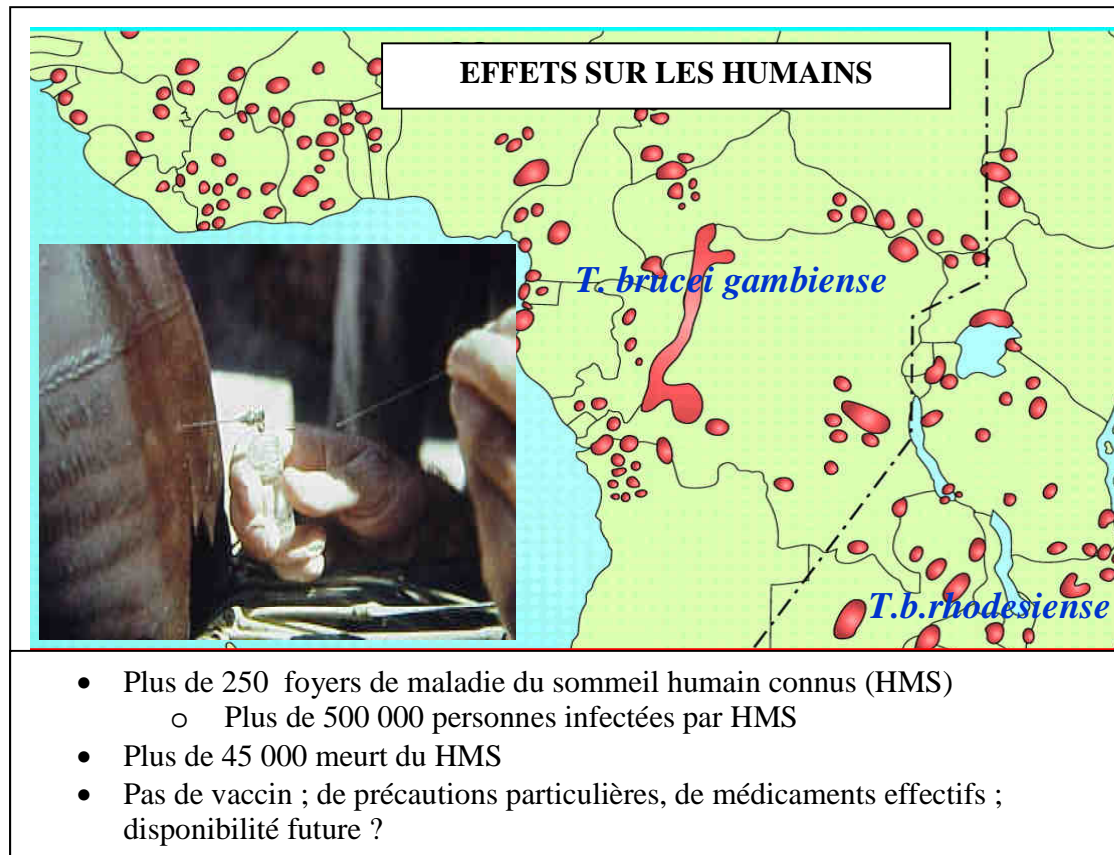 EFFETS SUR LES HUMAINS
T. brucei gambiense
T.b.rhodesiense
• Plus de 250 foyers de maladie du sommeil humain connus (HMS)
o Plus de 500 000 personnes infectées par HMS
• Plus de 45 000 meurt du HMS
• Pas de vaccin ; de précautions particulières, de médicaments effectifs ;
disponibilité future ?